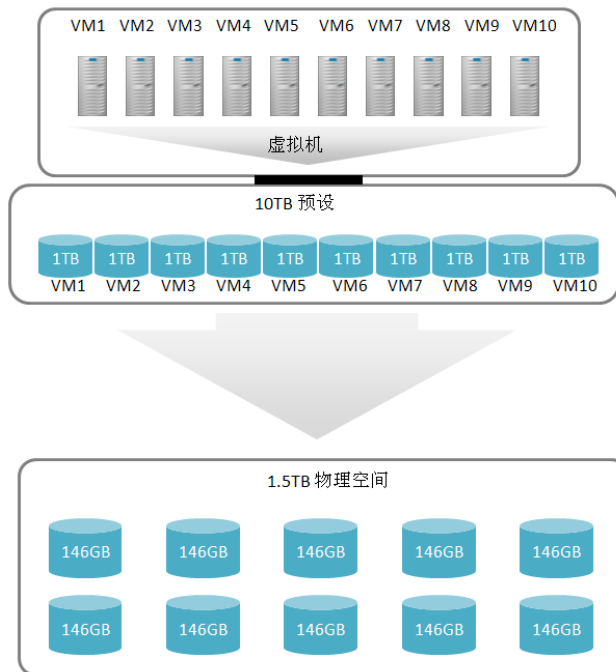 VM1 VM2 VM3 VM4 VM5 VM6 VM7 VM8 VM9 VM10
虚拟机
10TB 预设
1TB 1TB 1TB 1TB 1TB 1TB 1TB 1TB 1TB 1TB
VM1 VM2 VM3 VM4 VM5 VM6 VM7 VM8 VM9 VM10
1.5TB 物理空间
146GB 146GB 146GB 146GB 146GB
146GB 146GB 146GB 146GB 146GB